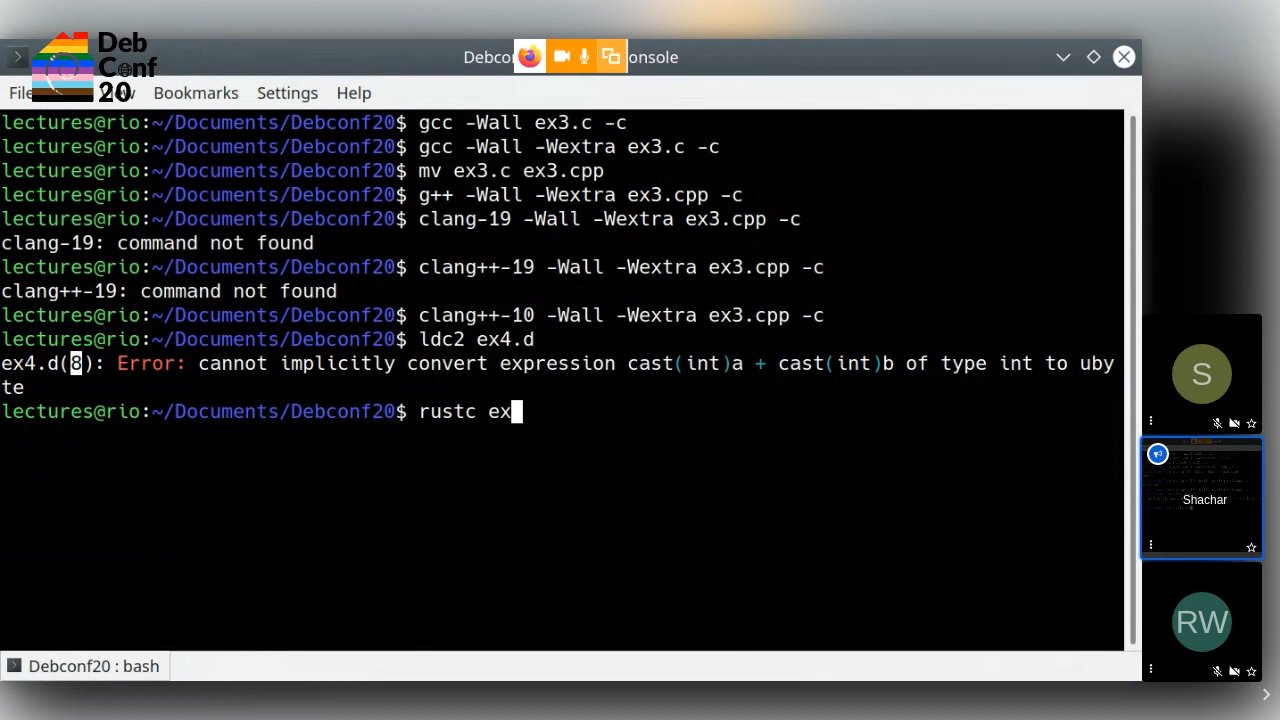 Deb
Conf
20
Debco
onsole
File
View
Bookmarks
Settings
Help
lectures@rio:~/Documents/Debconf20$ gcc -Wall ex3.c -c
lectures@rio:~/Documents/Debconf20$ gcc -Wall -Wextra ex3.c -c
lectures@rio:~/Documents/Debconf20$ mv ex3.c ex3.cpp
lectures@rio:~/Documents/Debconf20$ g++ -Wall -Wextra ex3.cpp -c
lectures@rio:~/Documents/Debconf20$ clang-19 -Wall -Wextra ex3.cpp -c
clang-19: command not found
lectures@rio:~/Documents/Debconf20$ clang++-19 -Wall -Wextra ex3.cpp -c
clang++-19: command not found
lectures@rio:~/Documents/Debconf20$ clang++-10 -Wall -Wextra ex3.cpp -c
lectures@rio:~/Documents/Debconf20$ ldc2 ex4.d
ex4.d(8): Error: cannot implicitly convert expression cast(int)a + cast(int)b of type int to uby
te
lectures@rio:~/Documents/Debconf20$ rustc ex
Debconf20 : bash
S
Shachar
RW